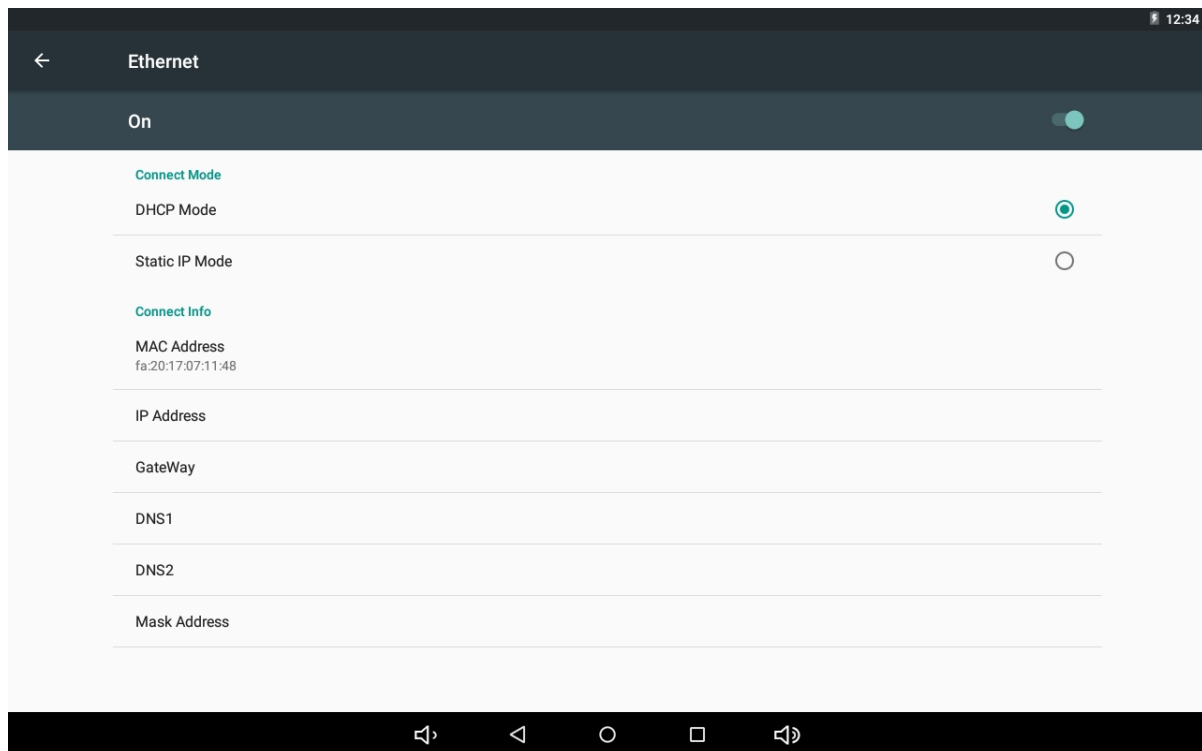 12:34
Ethernet
On
Connect Mode
DHCP Mode
Static IP Mode
Connect Info
MAC Address
fa:20:17:07:11:48
IP Address
GateWay
DNS1
DNS2
Mask Address